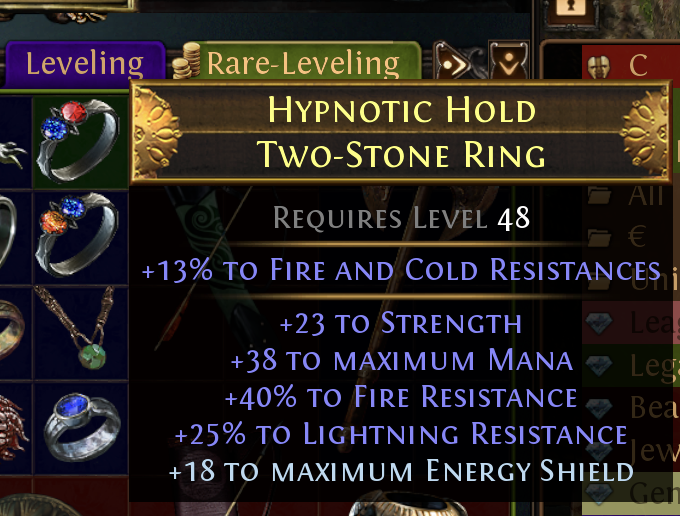 Leveling
Rare-Leveling
C
Hypnotic Hold
Two-Stone Ring
All
Requires Level 48
€
+13% to Fire and Cold Resistances
+23 to Strength
+38 to maximum Mana
+40% to Fire Resistance
+25% to Lightning Resistance
+18 to maximum Energy Shield